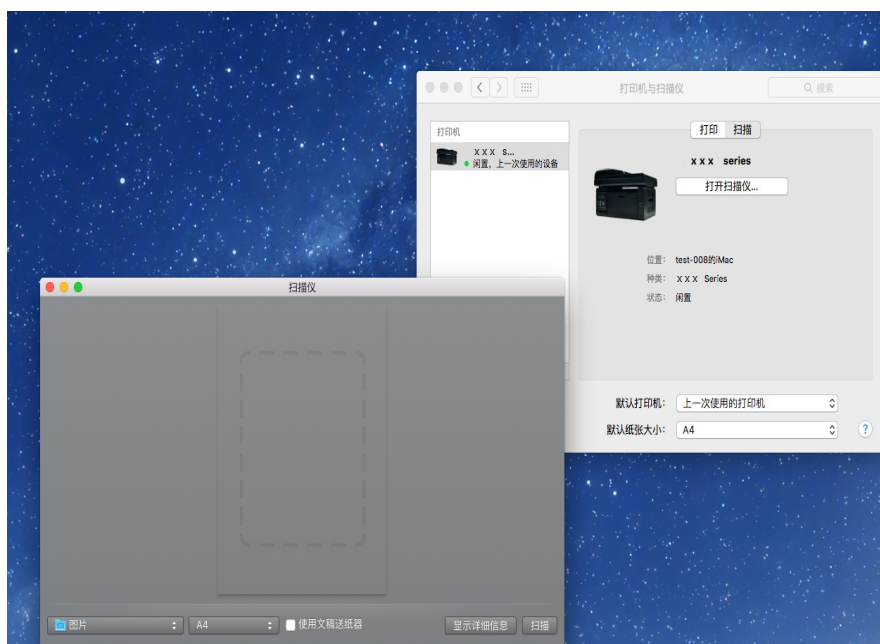 打印机与扫描仪
搜索
打印机
x x x s...
闲置，上一次使用的设备
打印 扫描
x x x series
打开扫描仪...
位置: test-008的iMac
种类: x x x Series
状态: 闲置
默认打印机: 上一次使用的打印机
默认纸张大小: A4
?
扫描仪
图片
A4
使用文稿送纸器
显示详细信息
扫描